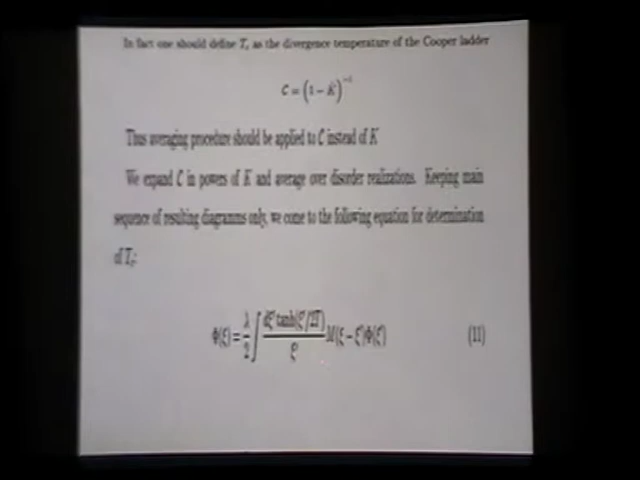 In fact one should define T_c as the divergence temperature of the Cooper ladder
C = (1 − K̂)^−1
Thus averaging procedure should be applied to C instead of K
We expand C in powers of K and average over disorder realizations. Keeping main
sequence of resulting diagramms only, we come to the following equation for determination
of T_c:
Φ(ξ) = λ/2 ∫ dξ′ tanh(ξ′/2T)/ξ′ M(ξ − ξ′)Φ(ξ′) (11)